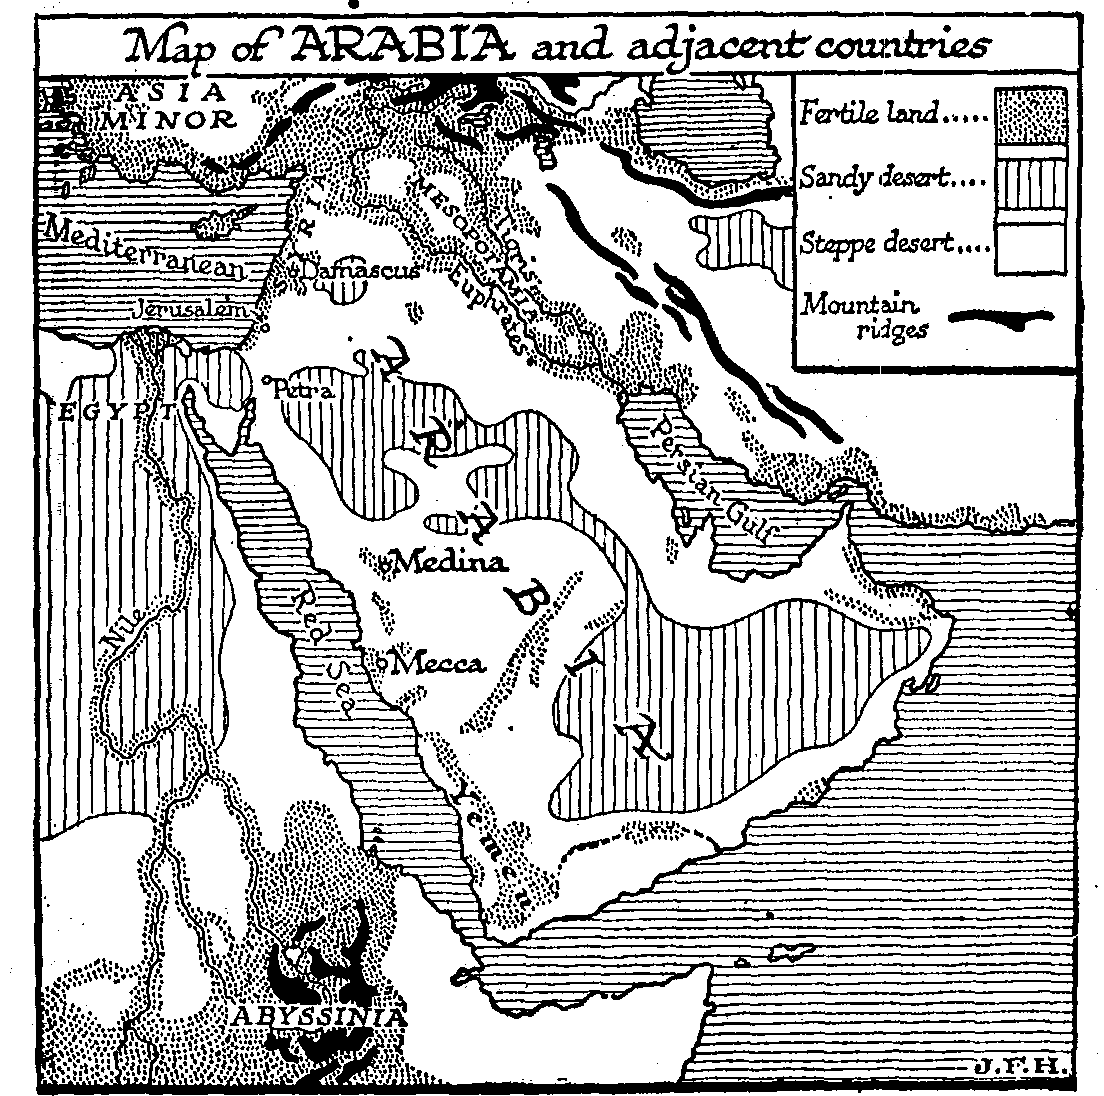 Map of ARABIA and adjacent countries
ASIA
MINOR
Fertile land.....
Sandy desert....
Steppe desert....
Mountain
ridges
SYRIA
MESOPOTAMIA
Tigris
Euphrates
Mediterranean
Damascus
Jerusalem
Petra
EGYPT
ARABIA
Persian Gulf
Medina
Nile
Red Sea
Mecca
Yemen
ABYSSINIA
J.F.H.